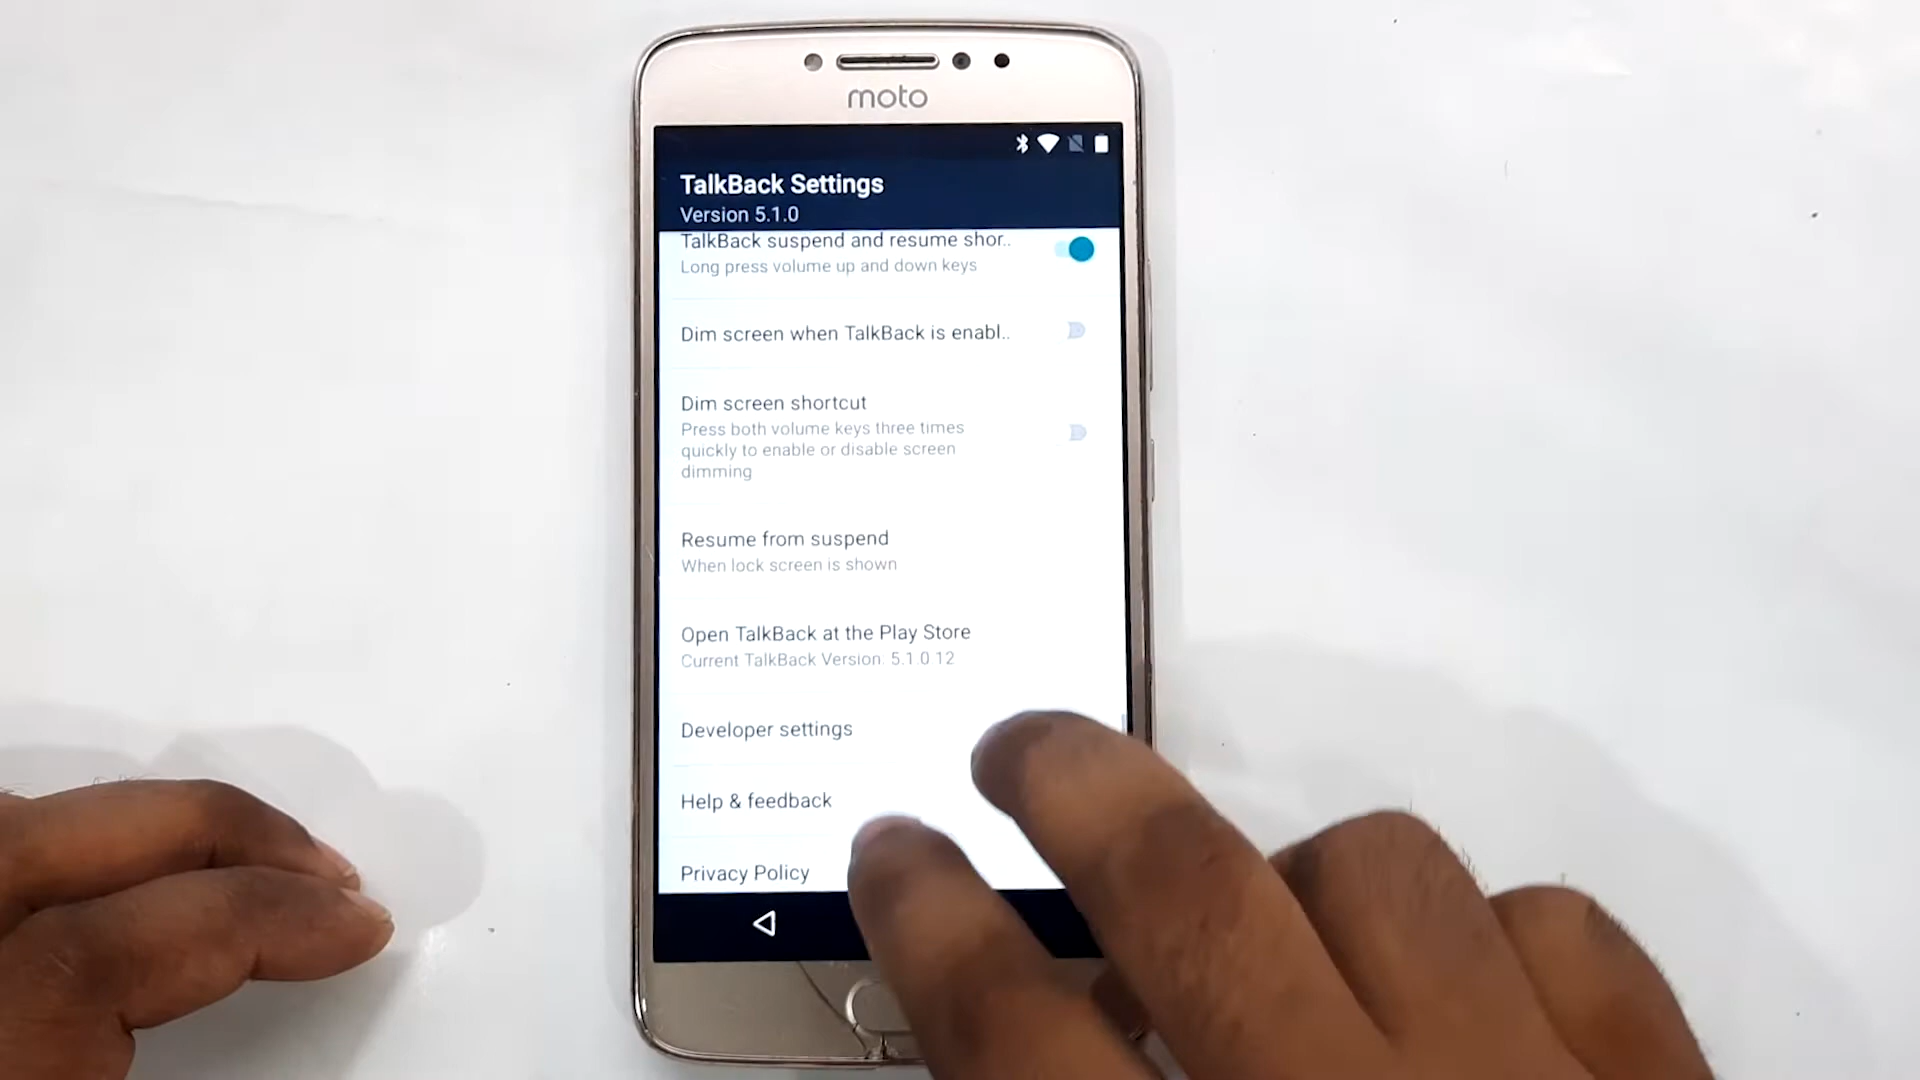 moto
TalkBack Settings
Version 5.1.0
TalkBack suspend and resume shor..
Long press volume up and down keys
Dim screen when TalkBack is enabl..
Dim screen shortcut
Press both volume keys three times
quickly to enable or disable screen
dimming
Resume from suspend
When lock screen is shown
Open TalkBack at the Play Store
Current TalkBack Version: 5.1.0.12
Developer settings
Help & feedback
Privacy Policy